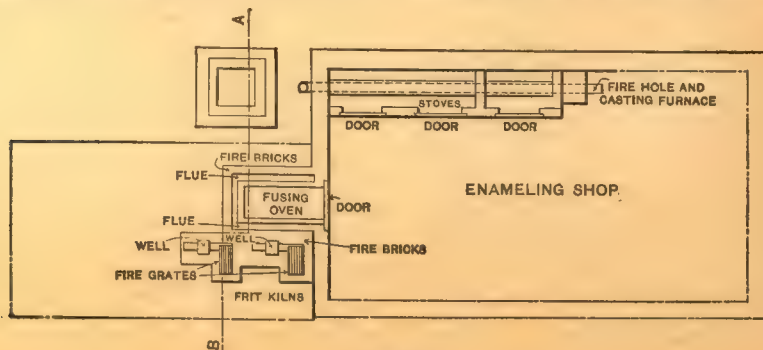 A
FIRE HOLE AND
CASTING FURNACE
STOVES
DOOR DOOR DOOR
FIRE BRICKS
FLUE
FUSING
OVEN
ENAMELING SHOP.
DOOR
FLUE
WELL WELL FIRE BRICKS
FIRE GRATES
FRIT KILNS
B